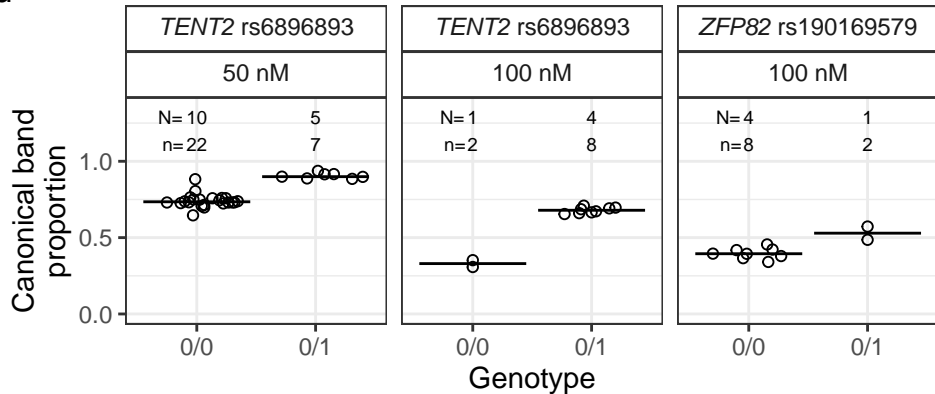 TENT2 rs6896893
TENT2 rs6896893
ZFP82 rs190169579
50 nM
100 nM
100 nM
N= 10 5
N= 1 4
N= 4 1
n= 22 7
n= 2 8
n= 8 2
1.0
0.5
0.0
Canonical band
proportion
0/0 0/1
0/0 0/1
0/0 0/1
Genotype